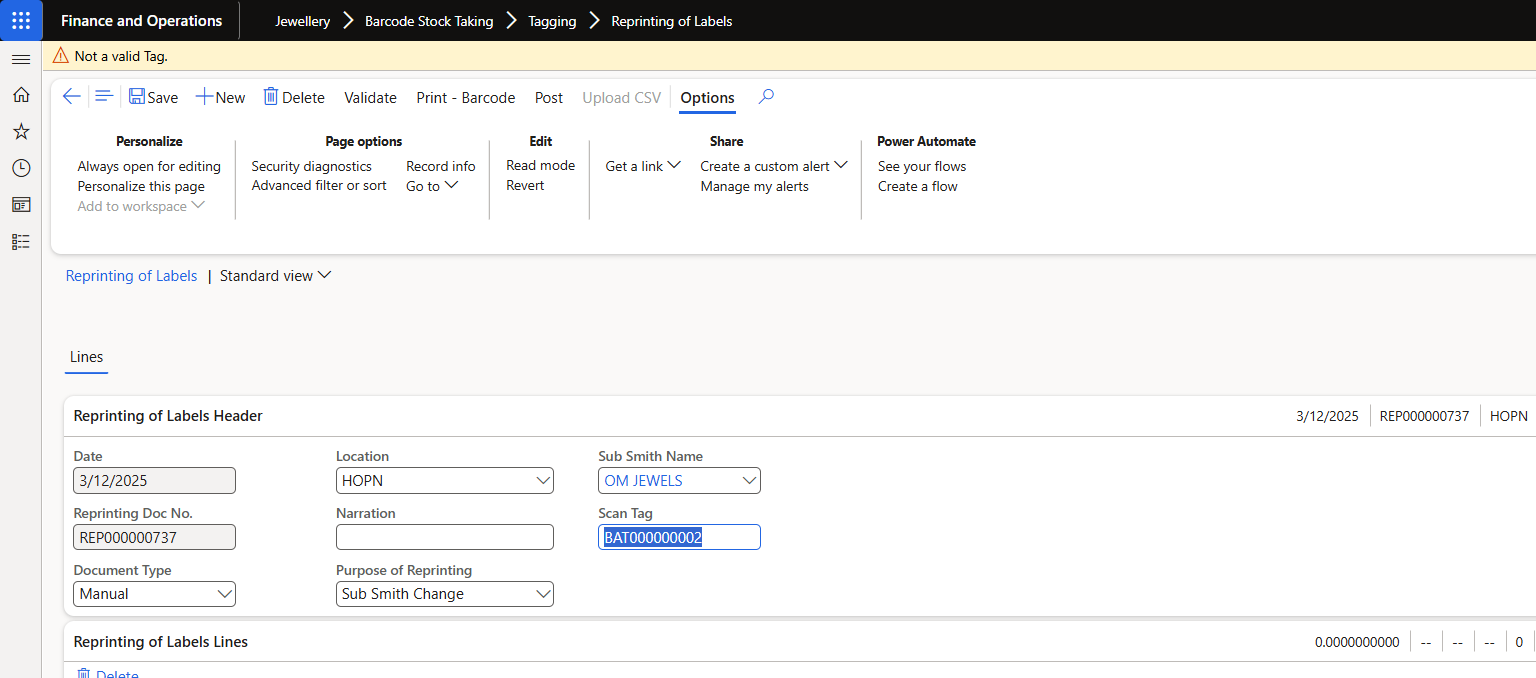 Finance and Operations Jewellery Barcode Stock Taking Tagging Reprinting of Labels
Not a valid Tag.
Save New Delete Validate Print - Barcode Post Upload CSV Options
Personalize Page options Edit Share Power Automate
Always open for editing Security diagnostics Record info Read mode Get a link Create a custom alert See your flows
Personalize this page Advanced filter or sort Go to Revert Manage my alerts Create a flow
Add to workspace
Reprinting of Labels | Standard view
Lines
Reprinting of Labels Header 3/12/2025 REP000000737 HOPN
Date Location Sub Smith Name
3/12/2025 HOPN OM JEWELS
Reprinting Doc No. Narration Scan Tag
REP000000737 BAT000000002
Document Type Purpose of Reprinting
Manual Sub Smith Change
Reprinting of Labels Lines 0.0000000000 -- -- -- 0
Delete